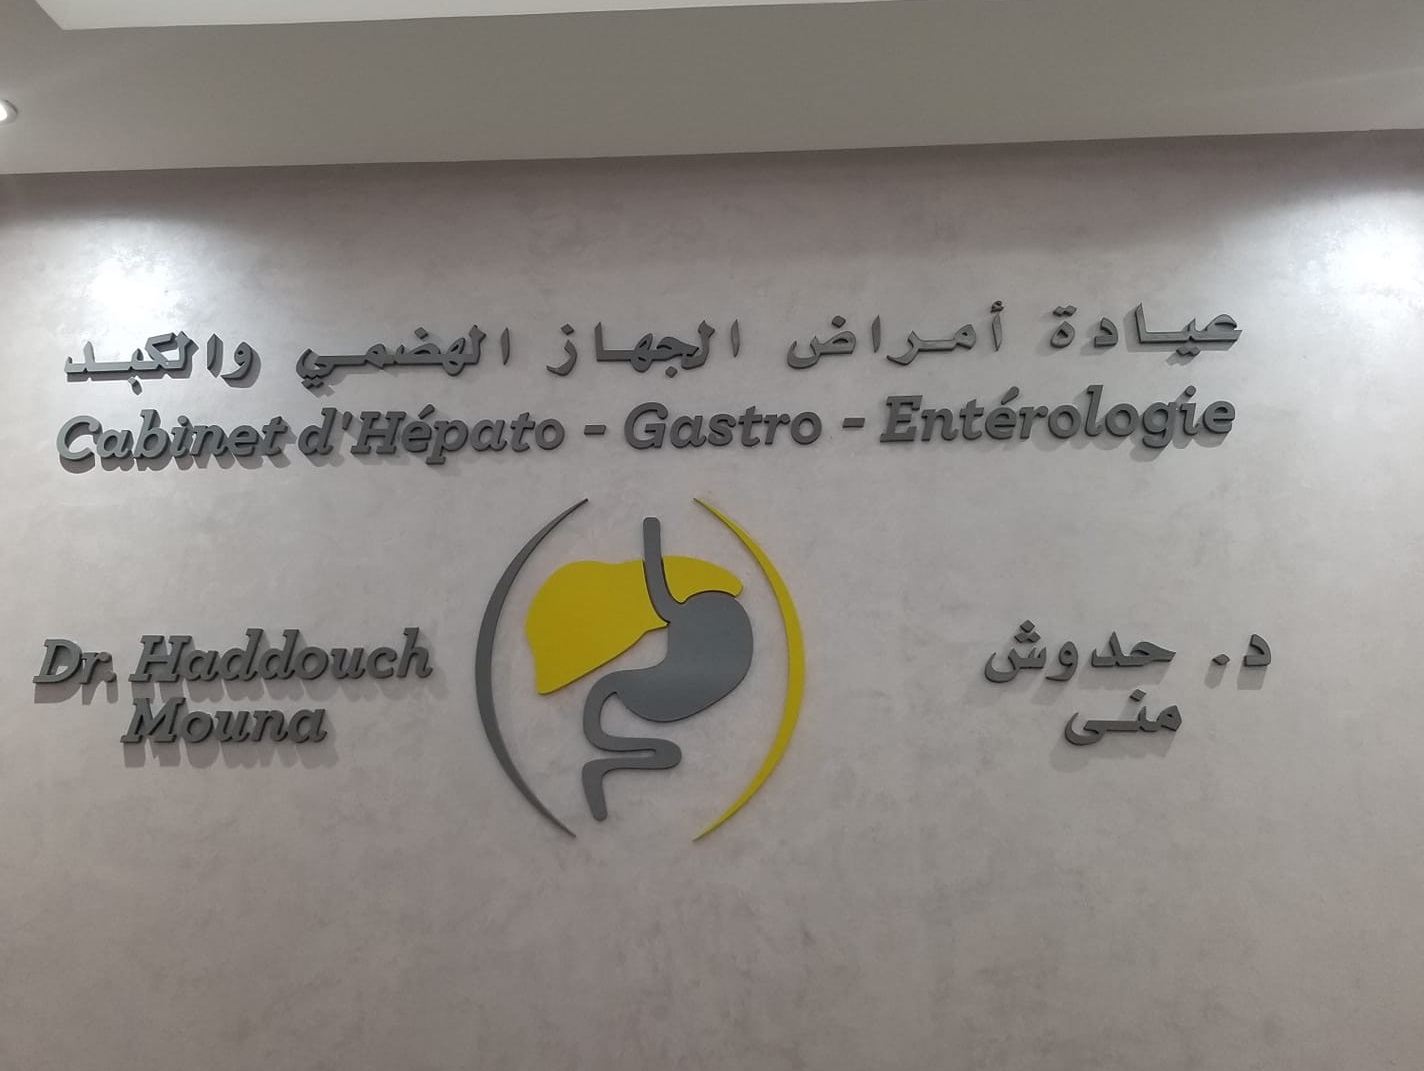 عيادة أمراض الجهاز الهضمي والكبد
Cabinet d'Hépato - Gastro - Entérologie
Dr. Haddouch
Mouna
د. حدوش
منى